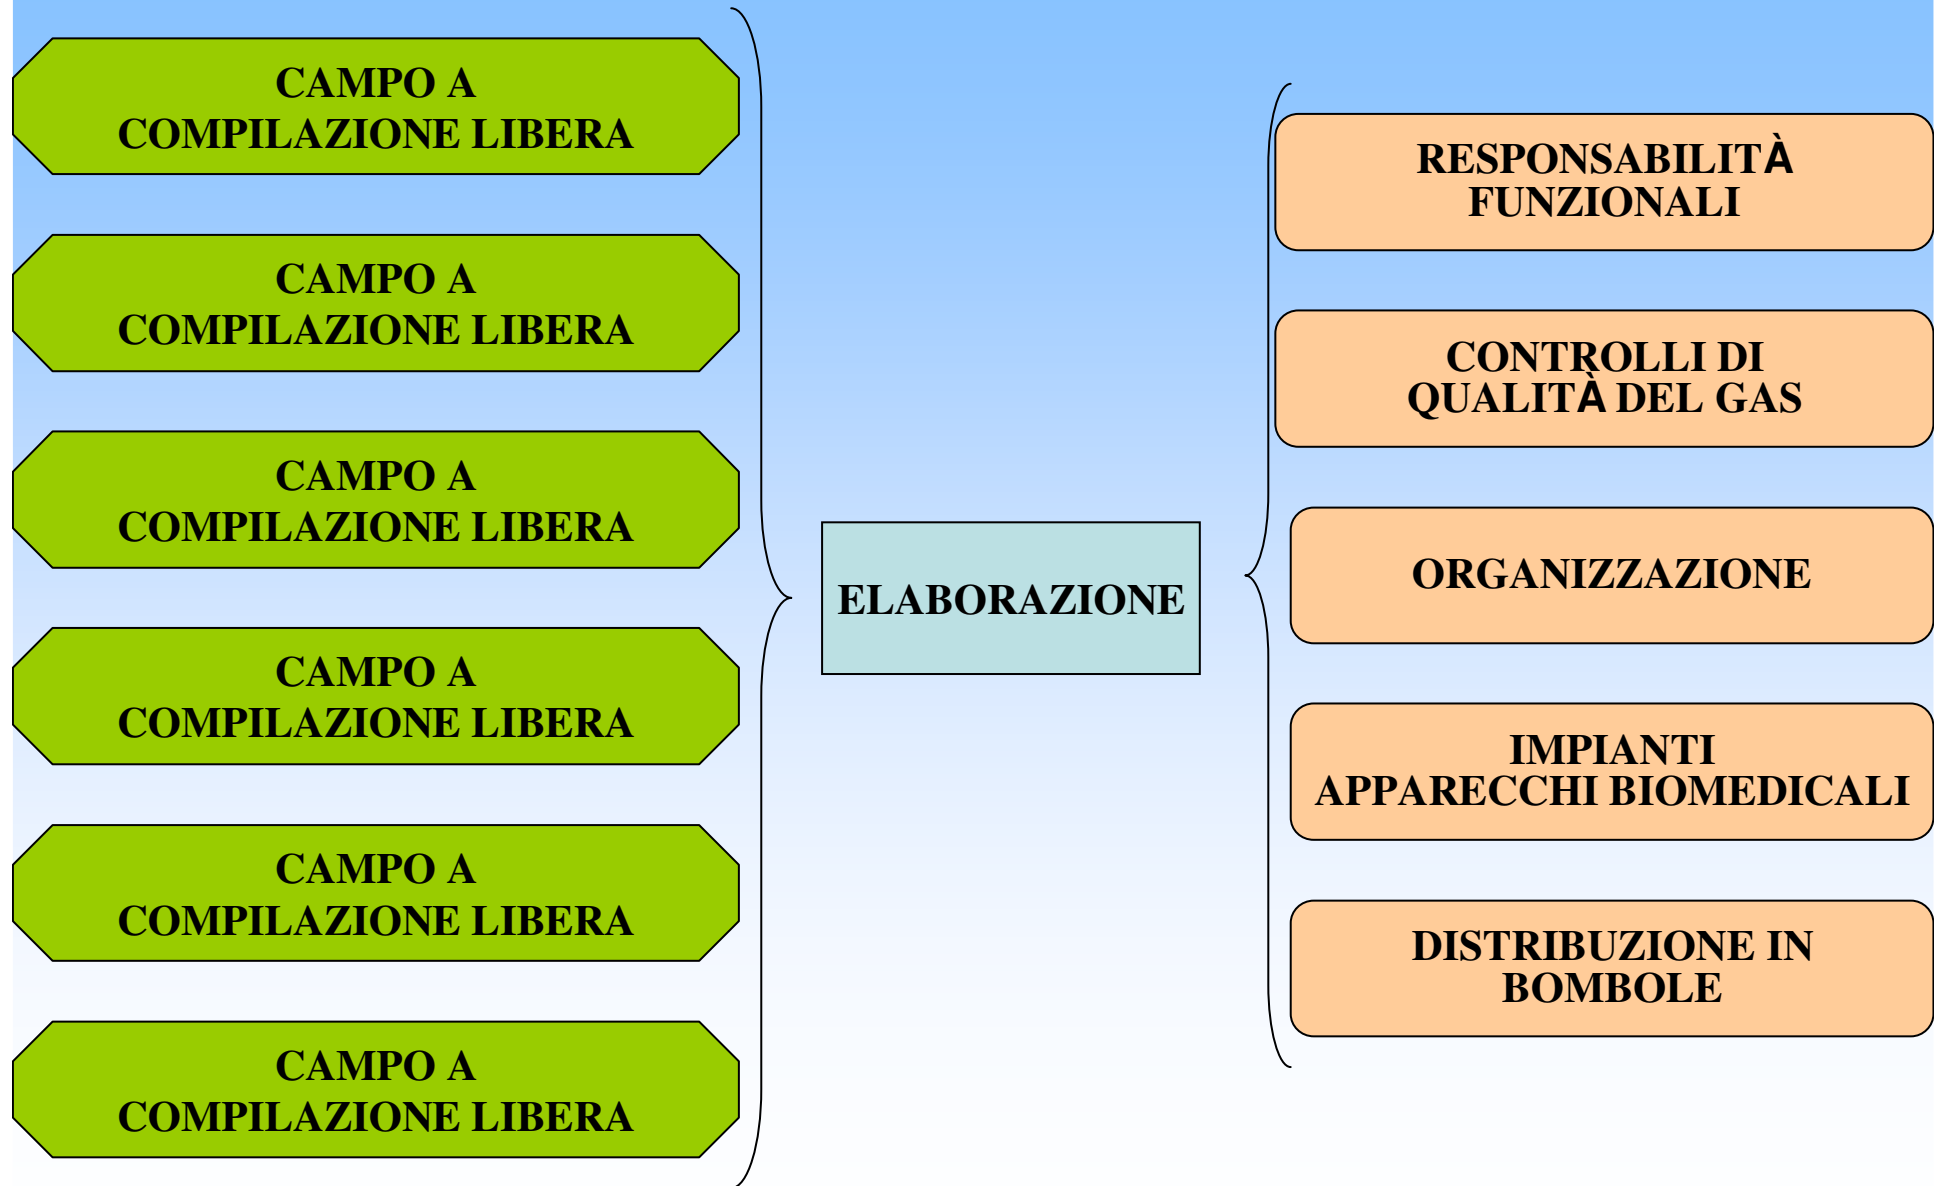 CAMPO A
COMPILAZIONE LIBERA
CAMPO A
COMPILAZIONE LIBERA
CAMPO A
COMPILAZIONE LIBERA
CAMPO A
COMPILAZIONE LIBERA
CAMPO A
COMPILAZIONE LIBERA
CAMPO A
COMPILAZIONE LIBERA
ELABORAZIONE
RESPONSABILITÀ
FUNZIONALI
CONTROLLI DI
QUALITÀ DEL GAS
ORGANIZZAZIONE
IMPIANTI
APPARECCHI BIOMEDICALI
DISTRIBUZIONE IN
BOMBOLE